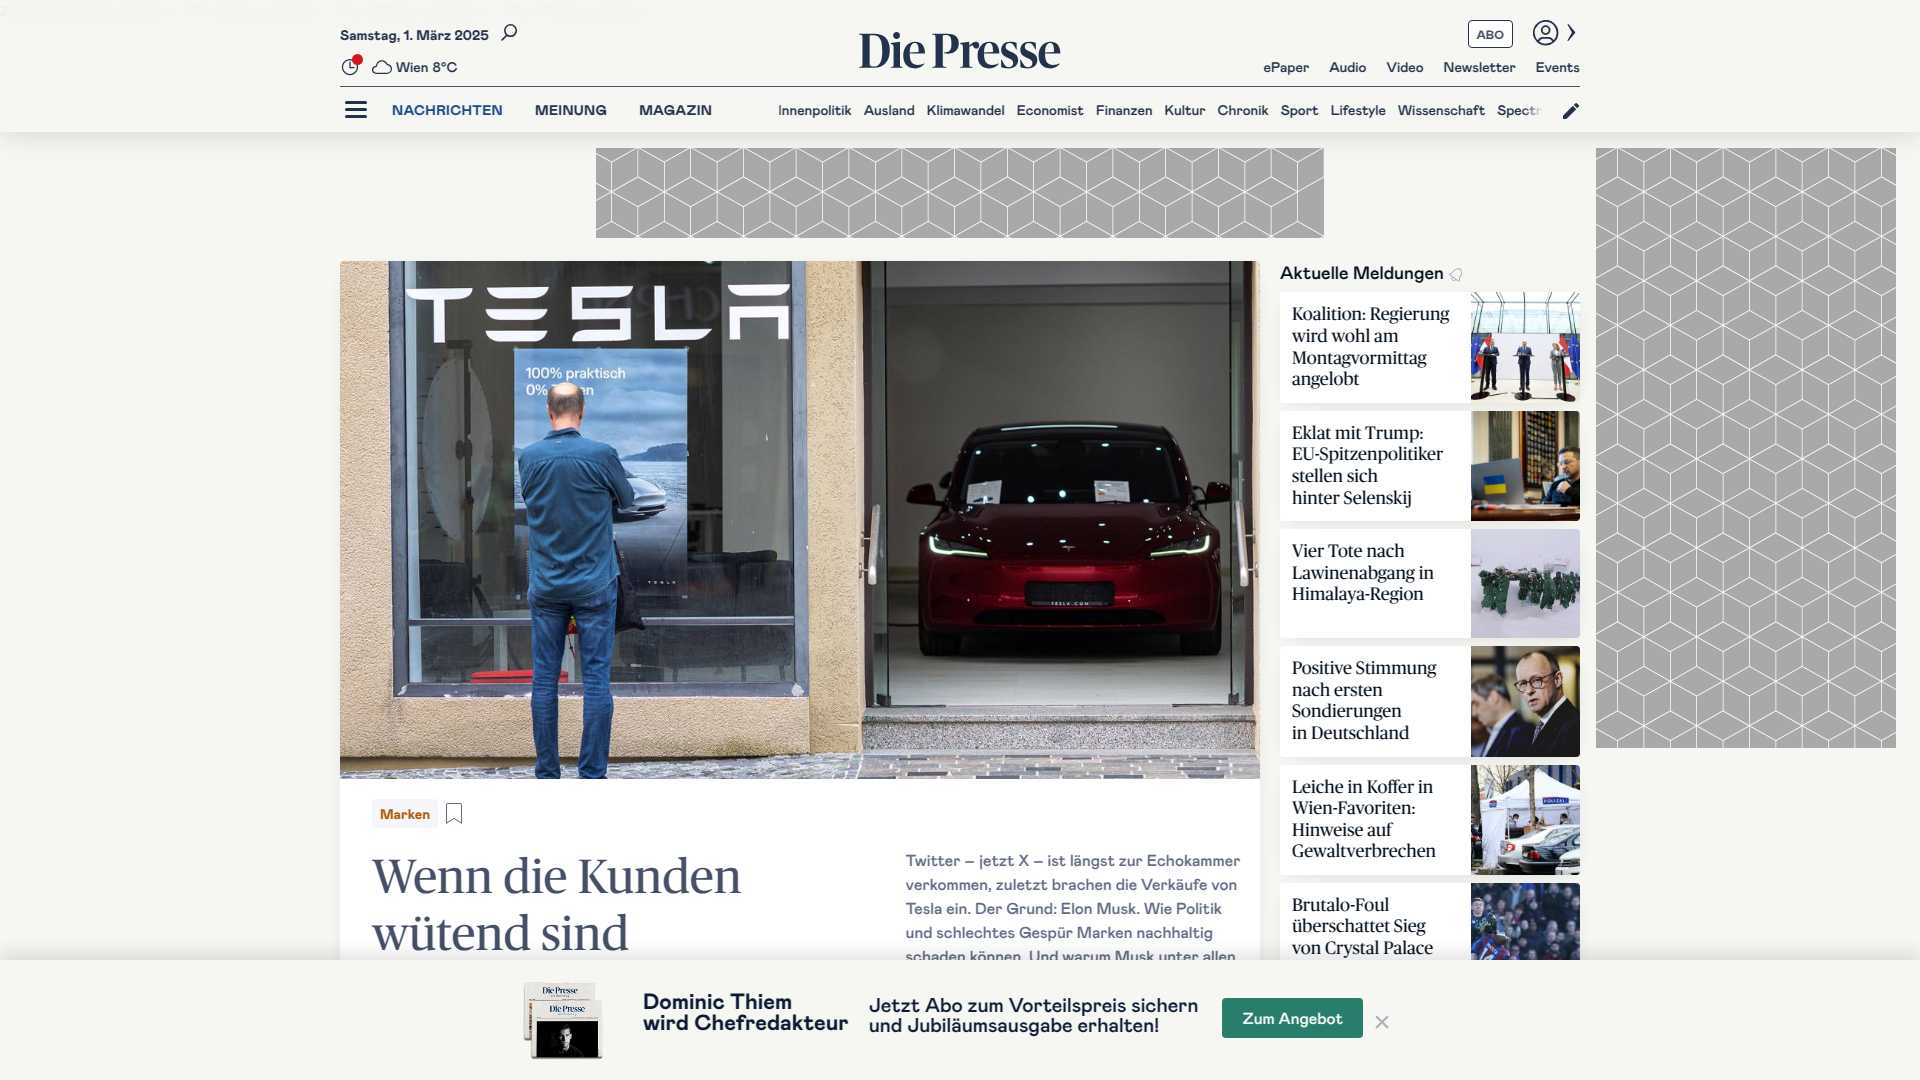 Samstag, 1. März 2025
Wien 8°C
Die Presse
ABO
ePaper Audio Video Newsletter Events
NACHRICHTEN MEINUNG MAGAZIN
Innenpolitik Ausland Klimawandel Economist Finanzen Kultur Chronik Sport Lifestyle Wissenschaft
TESLA
100% praktisch
0%
TESLA
TESLA.COM
Marken
Wenn die Kunden
wütend sind
Twitter – jetzt X – ist längst zur Echokammer
verkommen, zuletzt brachen die Verkäufe von
Tesla ein. Der Grund: Elon Musk. Wie Politik
und schlechtes Gespür Marken nachhaltig
schaden können. Und warum Musk unter allen
Aktuelle Meldungen
Koalition: Regierung
wird wohl am
Montagvormittag
angelobt
Eklat mit Trump:
EU-Spitzenpolitiker
stellen sich
hinter Selenskij
Vier Tote nach
Lawinenabgang in
Himalaya-Region
Positive Stimmung
nach ersten
Sondierungen
in Deutschland
Leiche in Koffer in
Wien-Favoriten:
Hinweise auf
Gewaltverbrechen
POLIZEI
Brutalo-Foul
überschattet Sieg
von Crystal Palace
Die Presse
Die Presse
Dominic Thiem
wird Chefredakteur
Jetzt Abo zum Vorteilspreis sichern
und Jubiläumsausgabe erhalten!
Zum Angebot